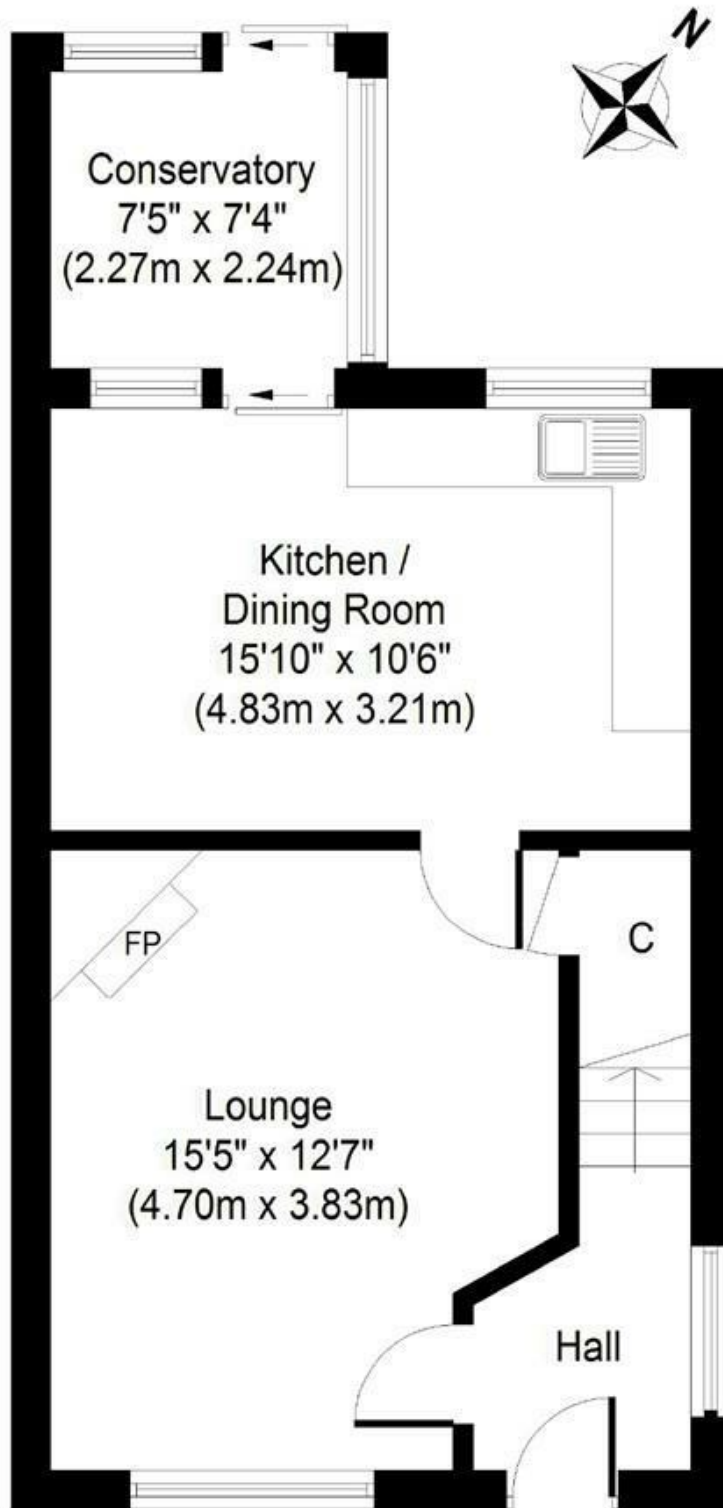 N
Conservatory
7'5" x 7'4"
(2.27m x 2.24m)
Kitchen /
Dining Room
15'10" x 10'6"
(4.83m x 3.21m)
FP
C
Lounge
15'5" x 12'7"
(4.70m x 3.83m)
Hall